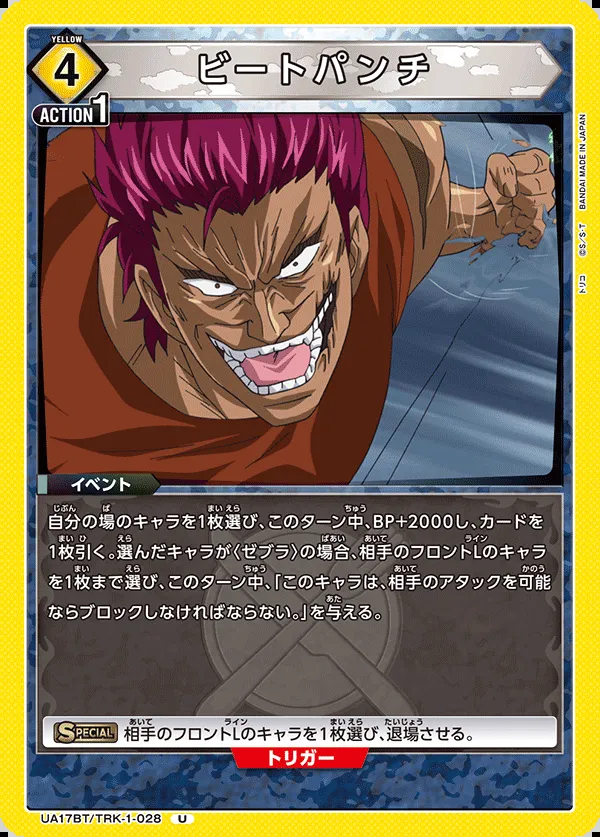 YELLOW
4
ACTION 1
ビートパンチ
トリコ ©S／S・T BANDAI MADE IN JAPAN
イベント
自分の場のキャラを1枚選び、このターン中、BP+2000し、カードを
1枚引く。選んだキャラが〈ゼブラ〉の場合、相手のフロントLのキャラ
を1枚まで選び、このターン中、「このキャラは、相手のアタックを可能
ならブロックしなければならない。」を与える。
SPECIAL 相手のフロントLのキャラを1枚選び、退場させる。
トリガー
UA17BT/TRK-1-028 U